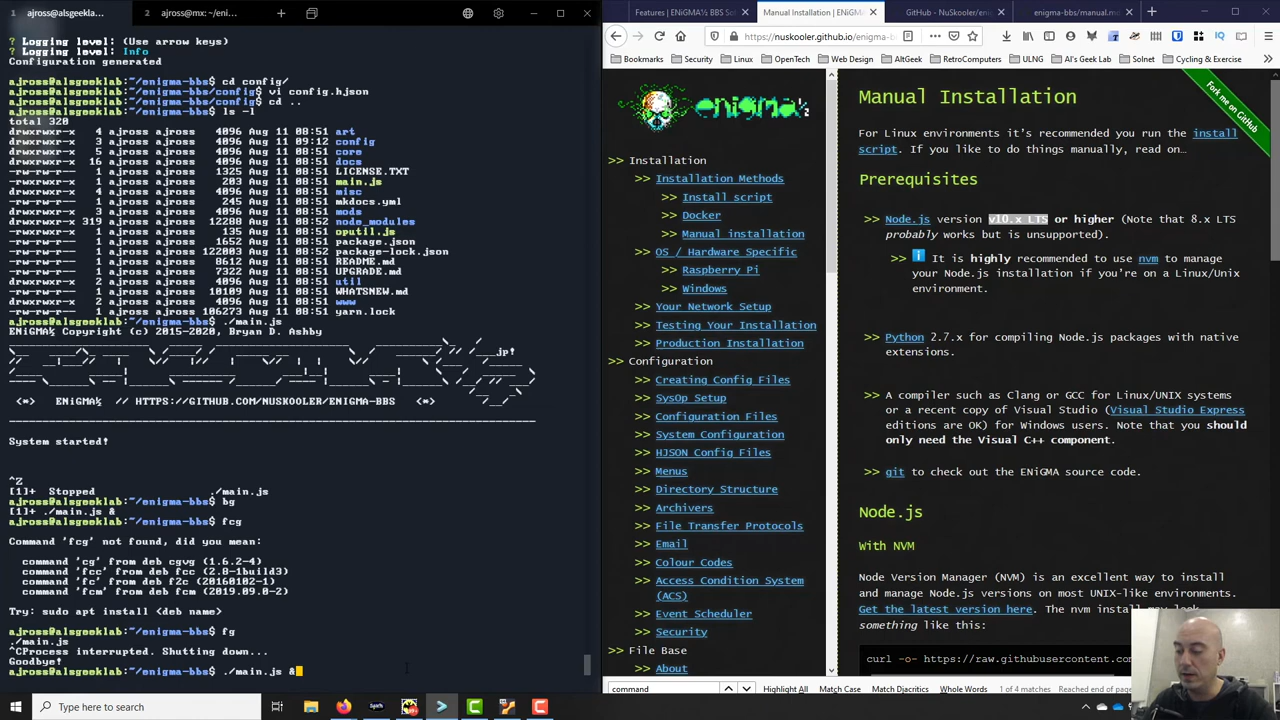 1 ajross@alsgeeklab:~/enigma-bbs
2 ajross@mx: ~/eni...
? Logging level: (Use arrow keys)
? Logging level: Info
Configuration generated
ajross@alsgeeklab:~/enigma-bbs$ cd config/
ajross@alsgeeklab:~/enigma-bbs/config$ vi config.hjson
ajross@alsgeeklab:~/enigma-bbs/config$ cd ..
ajross@alsgeeklab:~/enigma-bbs$ ls -l
total 320
drwxrwxr-x 4 ajross ajross 4096 Aug 11 08:51 art
drwxrwxr-x 3 ajross ajross 4096 Aug 11 09:12 config
drwxrwxr-x 5 ajross ajross 4096 Aug 11 08:51 core
drwxrwxr-x 16 ajross ajross 4096 Aug 11 08:51 docs
-rw-rw-r-- 1 ajross ajross 1325 Aug 11 08:51 LICENSE.TXT
-rwxrwxr-x 1 ajross ajross 203 Aug 11 08:51 main.js
drwxrwxr-x 4 ajross ajross 4096 Aug 11 08:51 misc
-rw-rw-r-- 1 ajross ajross 245 Aug 11 08:51 mkdocs.yml
drwxrwxr-x 2 ajross ajross 4096 Aug 11 08:51 mods
drwxrwxr-x 319 ajross ajross 12288 Aug 11 08:52 node_modules
-rwxrwxr-x 1 ajross ajross 135 Aug 11 08:51 oputil.js
-rw-rw-r-- 1 ajross ajross 1652 Aug 11 08:51 package.json
-rw-rw-r-- 1 ajross ajross 122003 Aug 11 08:52 package-lock.json
-rw-rw-r-- 1 ajross ajross 8612 Aug 11 08:51 README.md
-rw-rw-r-- 1 ajross ajross 7322 Aug 11 08:51 UPGRADE.md
drwxrwxr-x 2 ajross ajross 4096 Aug 11 08:51 util
-rw-rw-r-- 1 ajross ajross 10109 Aug 11 08:51 WHATSNEW.md
drwxrwxr-x 2 ajross ajross 4096 Aug 11 08:51 www
-rw-rw-r-- 1 ajross ajross 106273 Aug 11 08:51 yarn.lock
ajross@alsgeeklab:~/enigma-bbs$ ./main.js
ENiGMA½ Copyright (c) 2015-2020, Bryan D. Ashby
<*> ENiGMA½ // HTTPS://GITHUB.COM/NUSKOOLER/ENIGMA-BBS <*>
System started!
^Z
[1]+ Stopped ./main.js
ajross@alsgeeklab:~/enigma-bbs$ bg
[1]+ ./main.js &
ajross@alsgeeklab:~/enigma-bbs$ fcg
Command 'fcg' not found, did you mean:
command 'cg' from deb cgvg (1.6.2-4)
command 'fcc' from deb fcc (2.0-1build3)
command 'fc' from deb f2c (20160102-1)
command 'fcm' from deb fcm (2019.09.0-2)
Try: sudo apt install <deb name>
ajross@alsgeeklab:~/enigma-bbs$ fg
./main.js
^CProcess interrupted. Shutting down...
Goodbye!
ajross@alsgeeklab:~/enigma-bbs$ ./main.js &
Features | ENiGMA½ BBS So
Manual Installation | ENiGMA
GitHub - NuSkooler/enigma
enigma-bbs/manual.md
https://nuskooler.github.io/enigma-
Bookmarks Security Linux OpenTech Web Design Al's Geek Lab Solnet RetroComputers ULNG Cycling & Exercise
enigma½
>> Installation
>> Installation Methods
>> Install script
>> Docker
>> Manual installation
>> OS / Hardware Specific
>> Raspberry Pi
>> Windows
>> Your Network Setup
>> Testing Your Installation
>> Production Installation
>> Configuration
>> Creating Config Files
>> SysOp Setup
>> Configuration Files
>> System Configuration
>> HJSON Config Files
>> Menus
>> Directory Structure
>> Archivers
>> File Transfer Protocols
>> Email
>> Colour Codes
>> Access Condition System
(ACS)
>> Event Scheduler
>> Security
>> File Base
>> About
Fork me on GitHub
Manual Installation
For Linux environments it's recommended you run the install
script. If you like to do things manually, read on…
Prerequisites
>> Node.js version v10.x LTS or higher (Note that 8.x LTS
probably works but is unsupported).
>> It is highly recommended to use nvm to manage
your Node.js installation if you're on a Linux/Unix
environment.
>> Python 2.7.x for compiling Node.js packages with native
extensions.
>> A compiler such as Clang or GCC for Linux/UNIX systems
or a recent copy of Visual Studio (Visual Studio Express
editions are OK) for Windows users. Note that you should
only need the Visual C++ component.
>> git to check out the ENiGMA source code.
Node.js
With NVM
Node Version Manager (NVM) is an excellent way to install
and manage Node.js versions on most UNIX-like environments.
Get the latest version here. The nvm install may look
something like this:
curl -o- https://raw.githubusercontent.com
command
Highlight All Match Case Match Diacritics Whole Words 1 of 4 matches Reached end of page
Type here to search